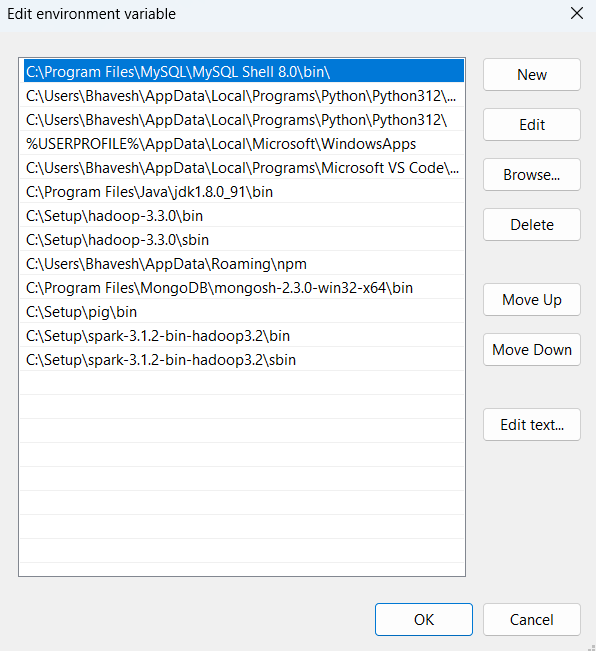 Edit environment variable
C:\Program Files\MySQL\MySQL Shell 8.0\bin\
C:\Users\Bhavesh\AppData\Local\Programs\Python\Python312\...
C:\Users\Bhavesh\AppData\Local\Programs\Python\Python312\
%USERPROFILE%\AppData\Local\Microsoft\WindowsApps
C:\Users\Bhavesh\AppData\Local\Programs\Microsoft VS Code\...
C:\Program Files\Java\jdk1.8.0_91\bin
C:\Setup\hadoop-3.3.0\bin
C:\Setup\hadoop-3.3.0\sbin
C:\Users\Bhavesh\AppData\Roaming\npm
C:\Program Files\MongoDB\mongosh-2.3.0-win32-x64\bin
C:\Setup\pig\bin
C:\Setup\spark-3.1.2-bin-hadoop3.2\bin
C:\Setup\spark-3.1.2-bin-hadoop3.2\sbin
New
Edit
Browse...
Delete
Move Up
Move Down
Edit text...
OK
Cancel